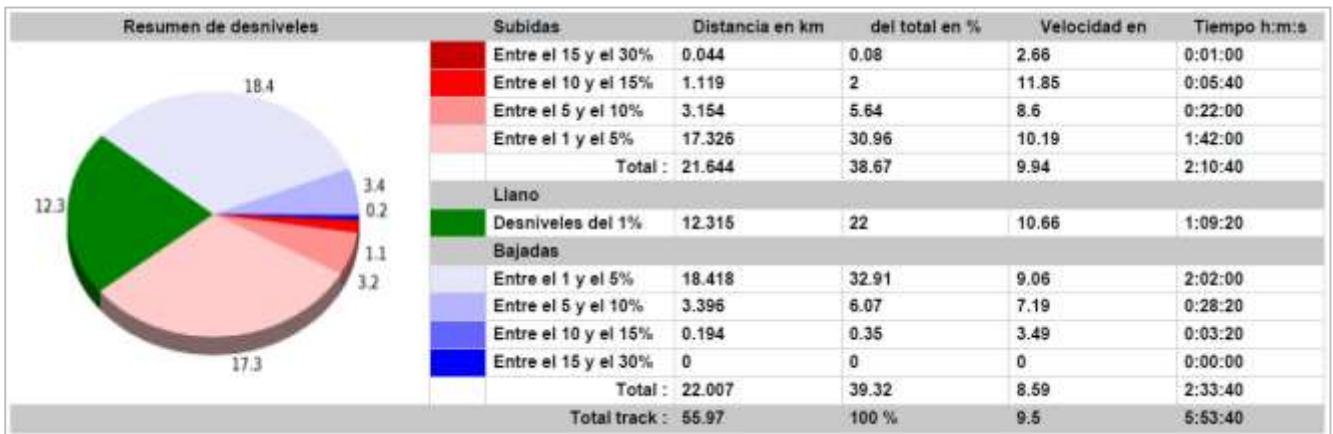 Resumen de desniveles Subidas Distancia en km del total en % Velocidad en Tiempo h:m:s
Entre el 15 y el 30% 0.044 0.08 2.66 0:01:00
Entre el 10 y el 15% 1.119 2 11.85 0:05:40
Entre el 5 y el 10% 3.154 5.64 8.6 0:22:00
Entre el 1 y el 5% 17.326 30.96 10.19 1:42:00
Total : 21.644 38.67 9.94 2:10:40
Llano
Desniveles del 1% 12.315 22 10.66 1:09:20
Bajadas
Entre el 1 y el 5% 18.418 32.91 9.06 2:02:00
Entre el 5 y el 10% 3.396 6.07 7.19 0:28:20
Entre el 10 y el 15% 0.194 0.35 3.49 0:03:20
Entre el 15 y el 30% 0 0 0 0:00:00
Total : 22.007 39.32 8.59 2:33:40
Total track : 55.97 100 % 9.5 5:53:40
18.4
3.4
0.2
12.3
1.1
3.2
17.3